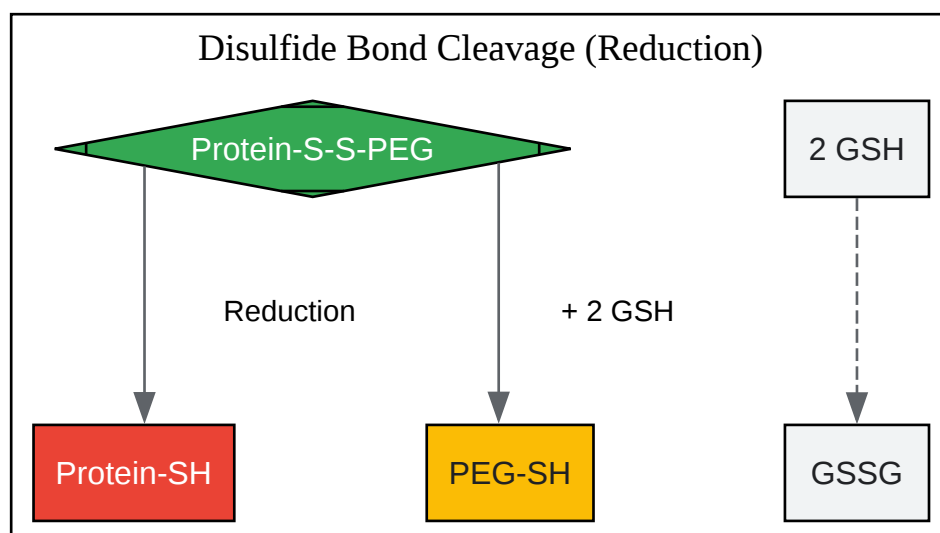 Disulfide Bond Cleavage (Reduction)
Protein-S-S-PEG
2 GSH
Reduction
+ 2 GSH
Protein-SH
PEG-SH
GSSG